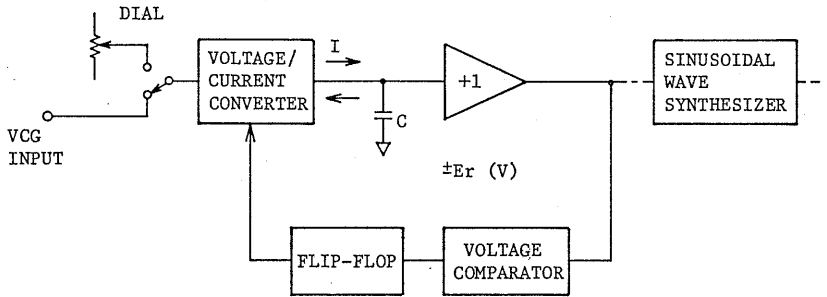 DIAL
VOLTAGE/
CURRENT
CONVERTER
I
C
+1
SINUSOIDAL
WAVE
SYNTHESIZER
VCG
INPUT
±Er (V)
FLIP-FLOP
VOLTAGE
COMPARATOR